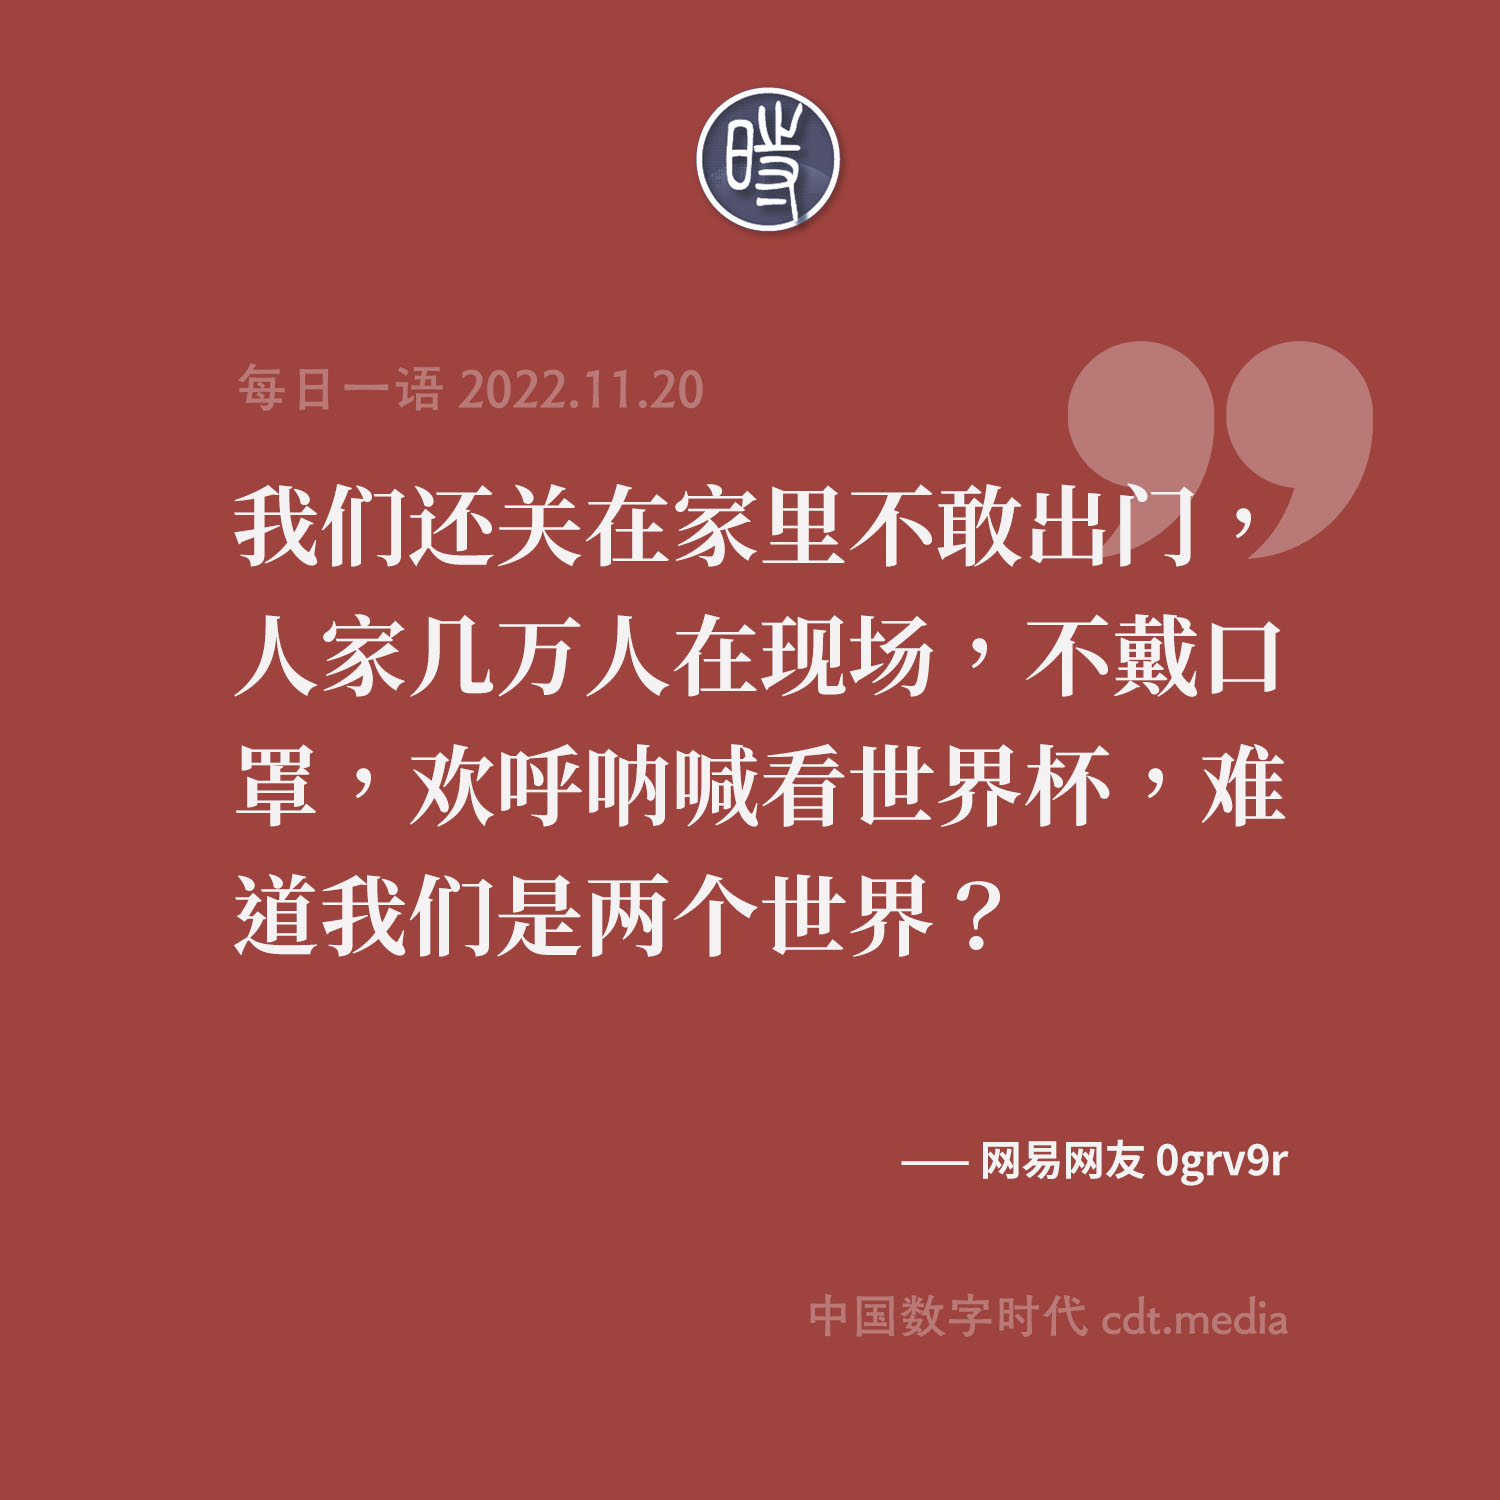 時
每日一语 2022.11.20
我们还关在家里不敢出门，
人家几万人在现场，不戴口
罩，欢呼呐喊看世界杯，难
道我们是两个世界？
—— 网易网友 0grv9r
中国数字时代 cdt.media